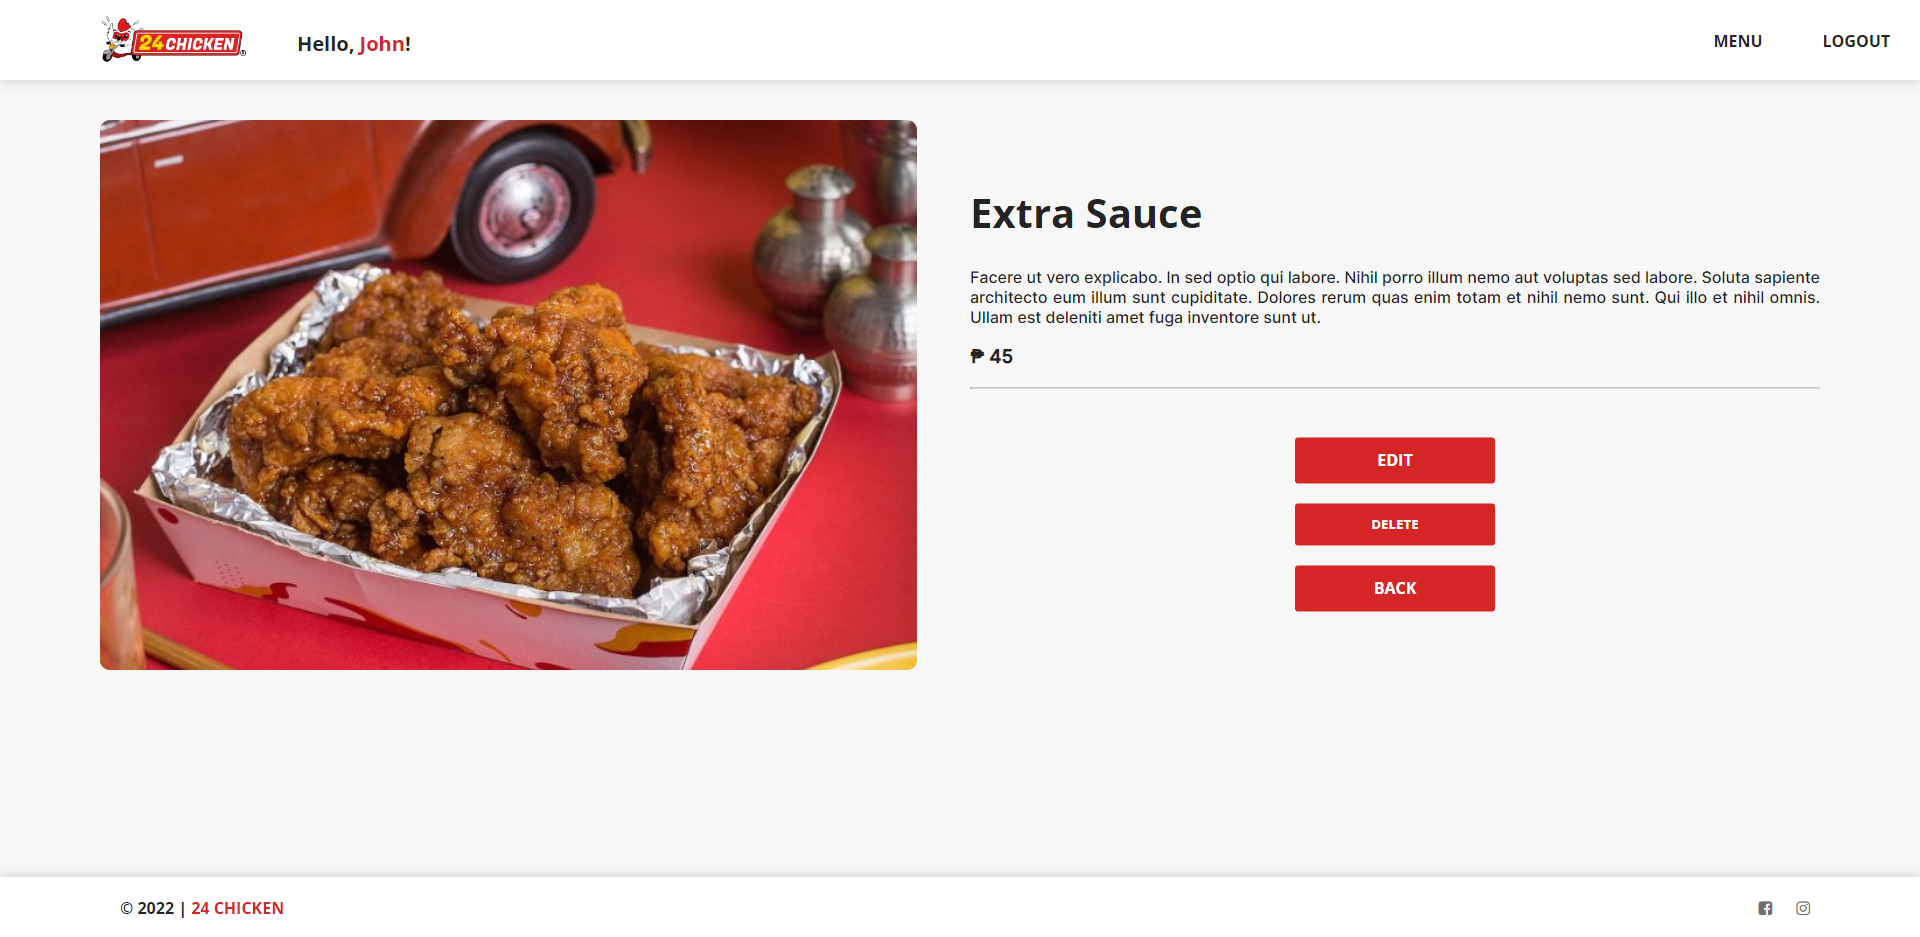 24 CHICKEN ®
Hello, John!
MENU
LOGOUT
Extra Sauce
Facere ut vero explicabo. In sed optio qui labore. Nihil porro illum nemo aut voluptas sed labore. Soluta sapiente
architecto eum illum sunt cupiditate. Dolores rerum quas enim totam et nihil nemo sunt. Qui illo et nihil omnis.
Ullam est deleniti amet fuga inventore sunt ut.
₱ 45
EDIT
DELETE
BACK
© 2022 | 24 CHICKEN